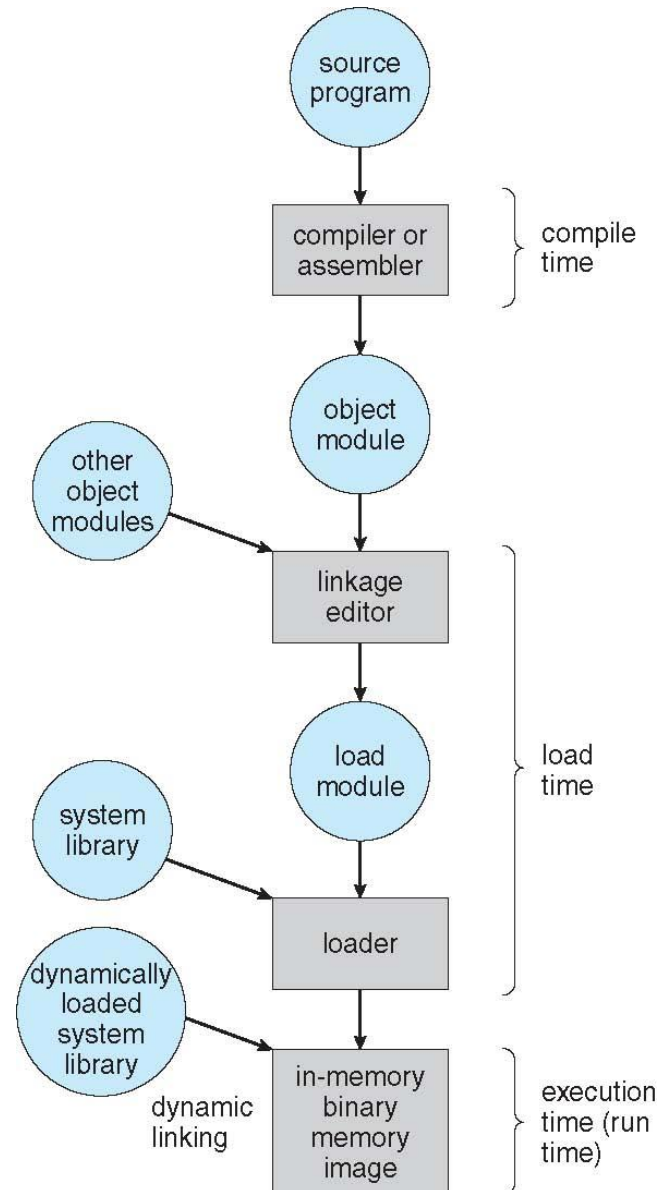 source
program
compiler or
assembler
compile
time
object
module
other
object
modules
linkage
editor
load
module
load
time
system
library
loader
dynamically
loaded
system
library
dynamic
linking
in-memory
binary
memory
image
execution
time (run
time)